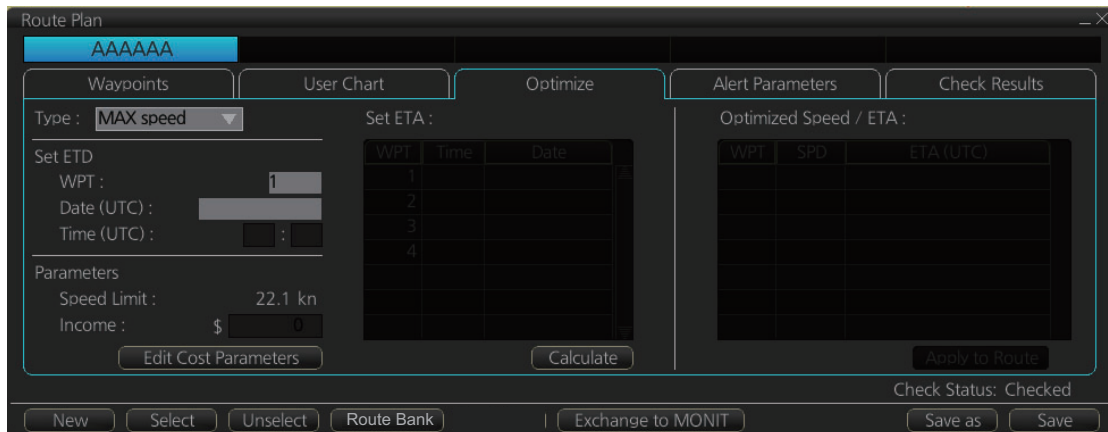 Route Plan
AAAAAA
Waypoints User Chart Optimize Alert Parameters Check Results
Type : MAX speed Set ETA : Optimized Speed / ETA :
Set ETD WPT Time Date WPT SPD ETA (UTC)
WPT : 1 1
Date (UTC) : 2
Time (UTC) : : 3
4
Parameters
Speed Limit : 22.1 kn
Income : $ 0
Edit Cost Parameters Calculate Apply to Route
Check Status: Checked
New Select Unselect Route Bank Exchange to MONIT Save as Save